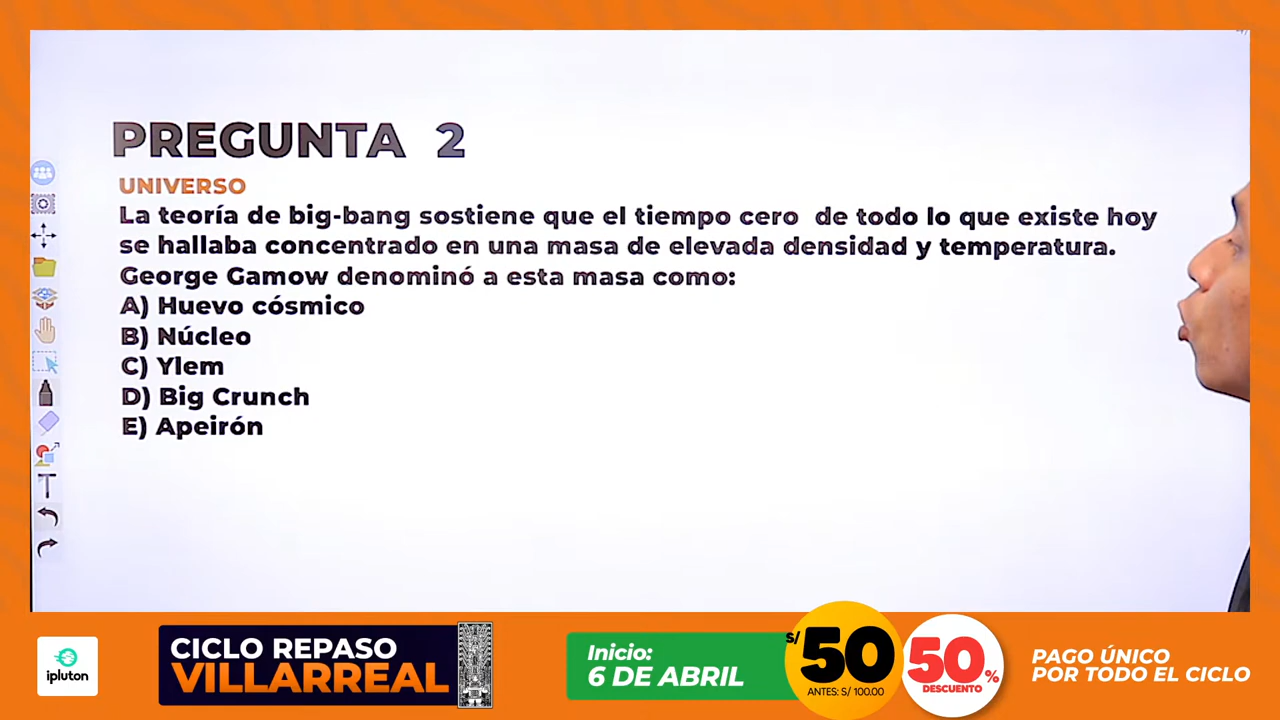 PREGUNTA 2
UNIVERSO
La teoría de big-bang sostiene que el tiempo cero de todo lo que existe hoy
se hallaba concentrado en una masa de elevada densidad y temperatura.
George Gamow denominó a esta masa como:
A) Huevo cósmico
B) Núcleo
C) Ylem
D) Big Crunch
E) Apeirón
ipluton
CICLO REPASO
VILLARREAL
Inicio:
6 DE ABRIL
S/ 50
ANTES: S/ 100.00
50%
DESCUENTO
PAGO ÚNICO
POR TODO EL CICLO